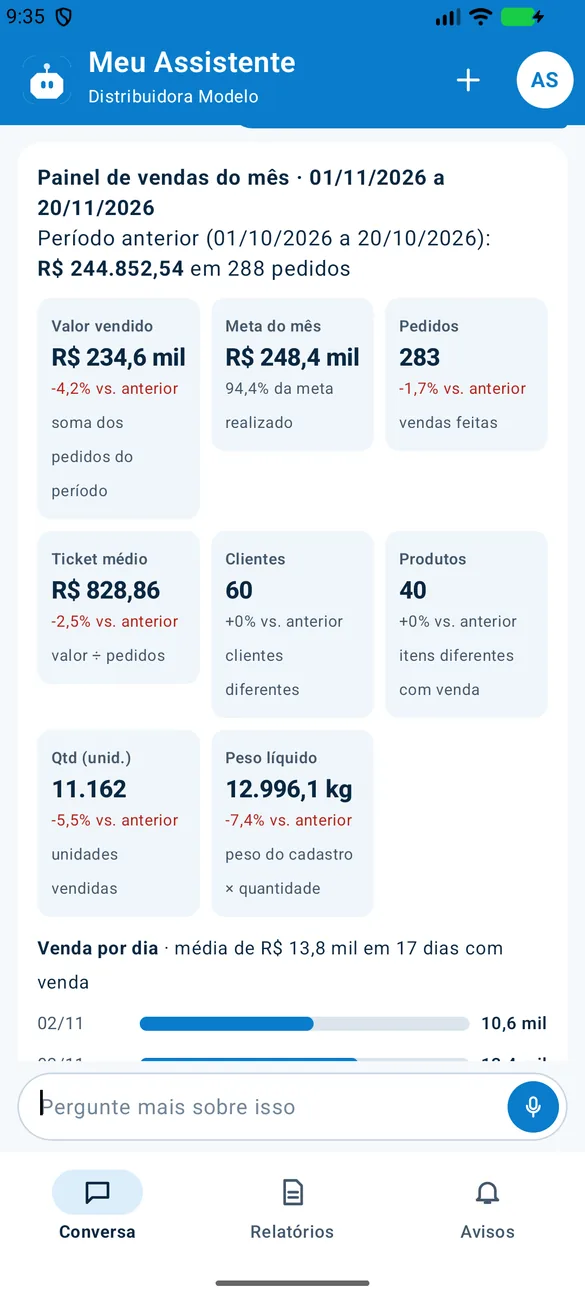 9:35
Meu Assistente
Distribuidora Modelo
AS
Painel de vendas do mês · 01/11/2026 a
20/11/2026
Período anterior (01/10/2026 a 20/10/2026):
R$ 244.852,54 em 288 pedidos
Valor vendido
R$ 234,6 mil
-4,2% vs. anterior
soma dos
pedidos do
período
Meta do mês
R$ 248,4 mil
94,4% da meta
realizado
Pedidos
283
-1,7% vs. anterior
vendas feitas
Ticket médio
R$ 828,86
-2,5% vs. anterior
valor ÷ pedidos
Clientes
60
+0% vs. anterior
clientes
diferentes
Produtos
40
+0% vs. anterior
itens diferentes
com venda
Qtd (unid.)
11.162
-5,5% vs. anterior
unidades
vendidas
Peso líquido
12.996,1 kg
-7,4% vs. anterior
peso do cadastro
× quantidade
Venda por dia · média de R$ 13,8 mil em 17 dias com
venda
02/11 10,6 mil
Pergunte mais sobre isso
Conversa
Relatórios
Avisos